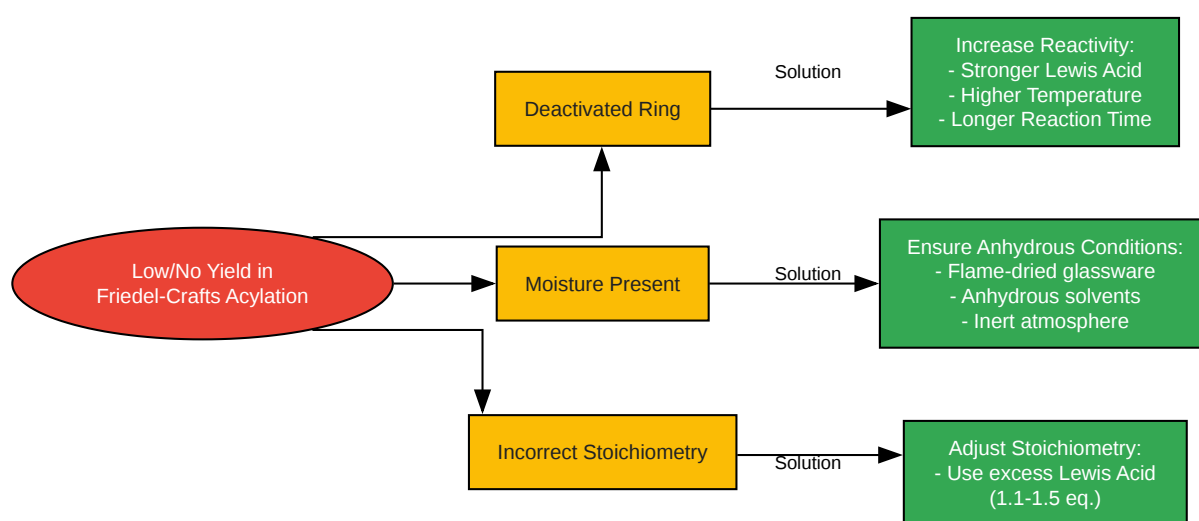 Low/No Yield in
Friedel-Crafts Acylation
Deactivated Ring
Solution
Increase Reactivity:
- Stronger Lewis Acid
- Higher Temperature
- Longer Reaction Time
Moisture Present
Solution
Ensure Anhydrous Conditions:
- Flame-dried glassware
- Anhydrous solvents
- Inert atmosphere
Incorrect Stoichiometry
Solution
Adjust Stoichiometry:
- Use excess Lewis Acid
(1.1-1.5 eq.)